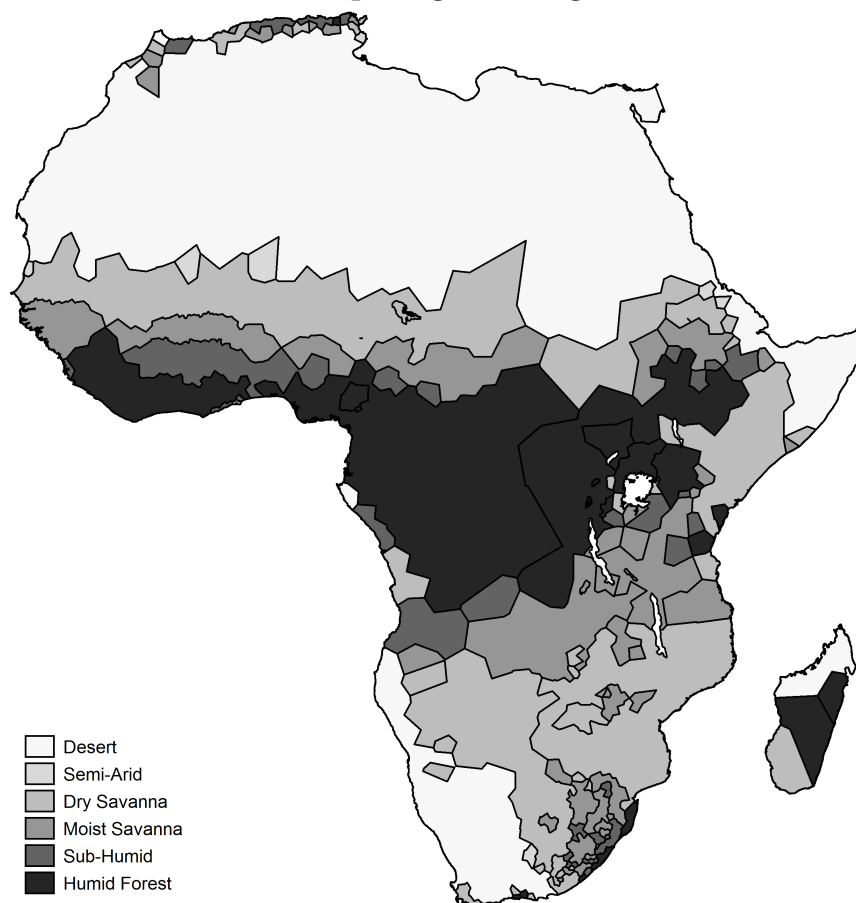 Desert
Semi-Arid
Dry Savanna
Moist Savanna
Sub-Humid
Humid Forest